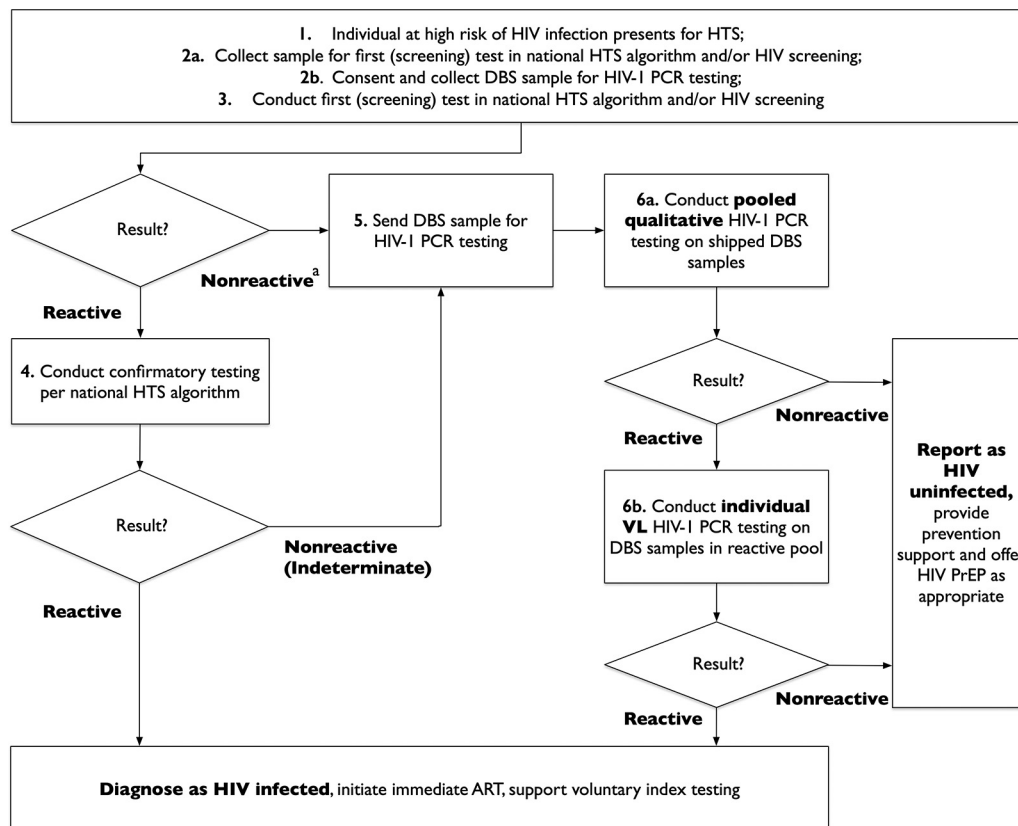 1. Individual at high risk of HIV infection presents for HTS;
2a. Collect sample for first (screening) test in national HTS algorithm and/or HIV screening;
2b. Consent and collect DBS sample for HIV-1 PCR testing;
3. Conduct first (screening) test in national HTS algorithm and/or HIV screening
Result?
Nonreactive a
Reactive
5. Send DBS sample for
HIV-1 PCR testing
6a. Conduct pooled
qualitative HIV-1 PCR
testing on shipped DBS
samples
4. Conduct confirmatory testing
per national HTS algorithm
Result?
Nonreactive
(Indeterminate)
Reactive
Result?
Nonreactive
Reactive
6b. Conduct individual
VL HIV-1 PCR testing on
DBS samples in reactive pool
Result?
Nonreactive
Reactive
Report as
HIV
uninfected,
provide
prevention
support and offe
HIV PrEP as
appropriate
Diagnose as HIV infected, initiate immediate ART, support voluntary index testing